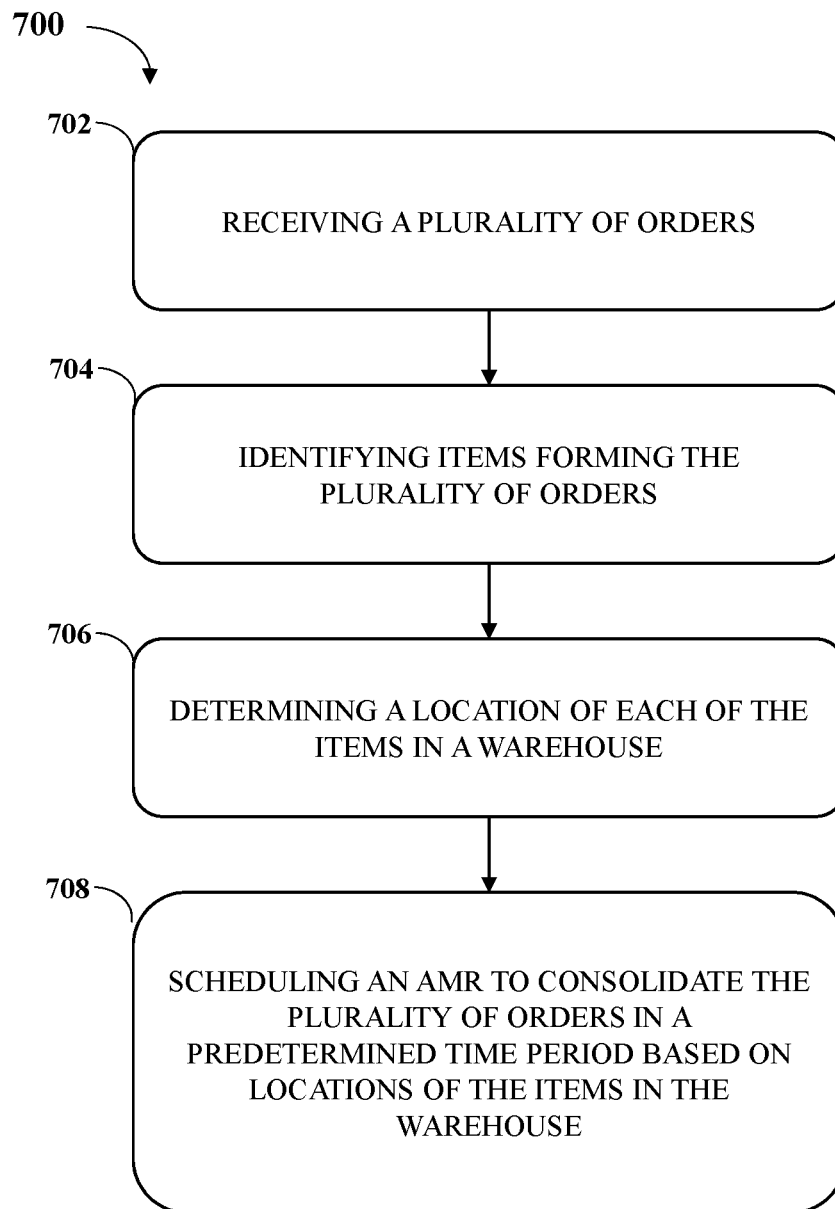 700
702
RECEIVING A PLURALITY OF ORDERS
704
IDENTIFYING ITEMS FORMING THE
PLURALITY OF ORDERS
706
DETERMINING A LOCATION OF EACH OF THE
ITEMS IN A WAREHOUSE
708
SCHEDULING AN AMR TO CONSOLIDATE THE
PLURALITY OF ORDERS IN A
PREDETERMINED TIME PERIOD BASED ON
LOCATIONS OF THE ITEMS IN THE
WAREHOUSE